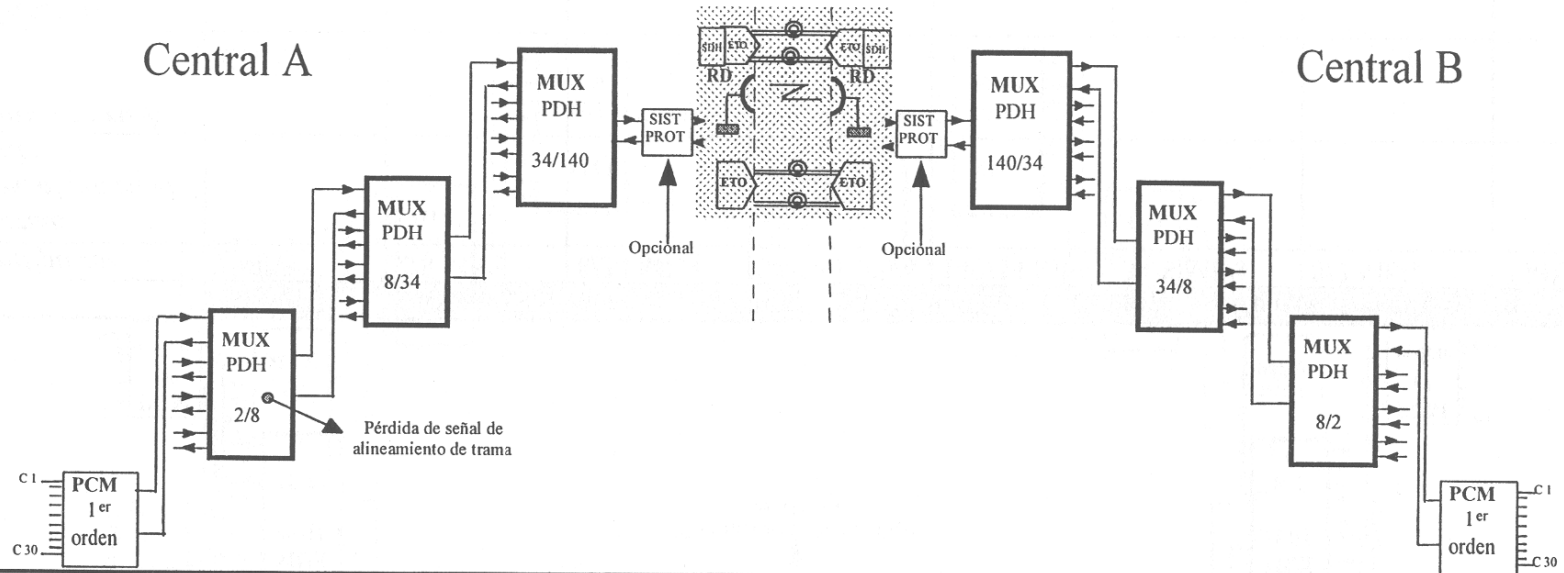 Central A
Central B
SDH
ETO
ETO
SDH
RD
RD
MUX
PDH
34/140
SIST
PROT
SIST
PROT
MUX
PDH
140/34
ETO
ETO
Opcional
Opcional
MUX
PDH
8/34
MUX
PDH
34/8
MUX
PDH
2/8
Pérdida de señal de
alineamiento de trama
MUX
PDH
8/2
C 1
PCM
1er
orden
C 30
PCM
1er
orden
C 1
C 30